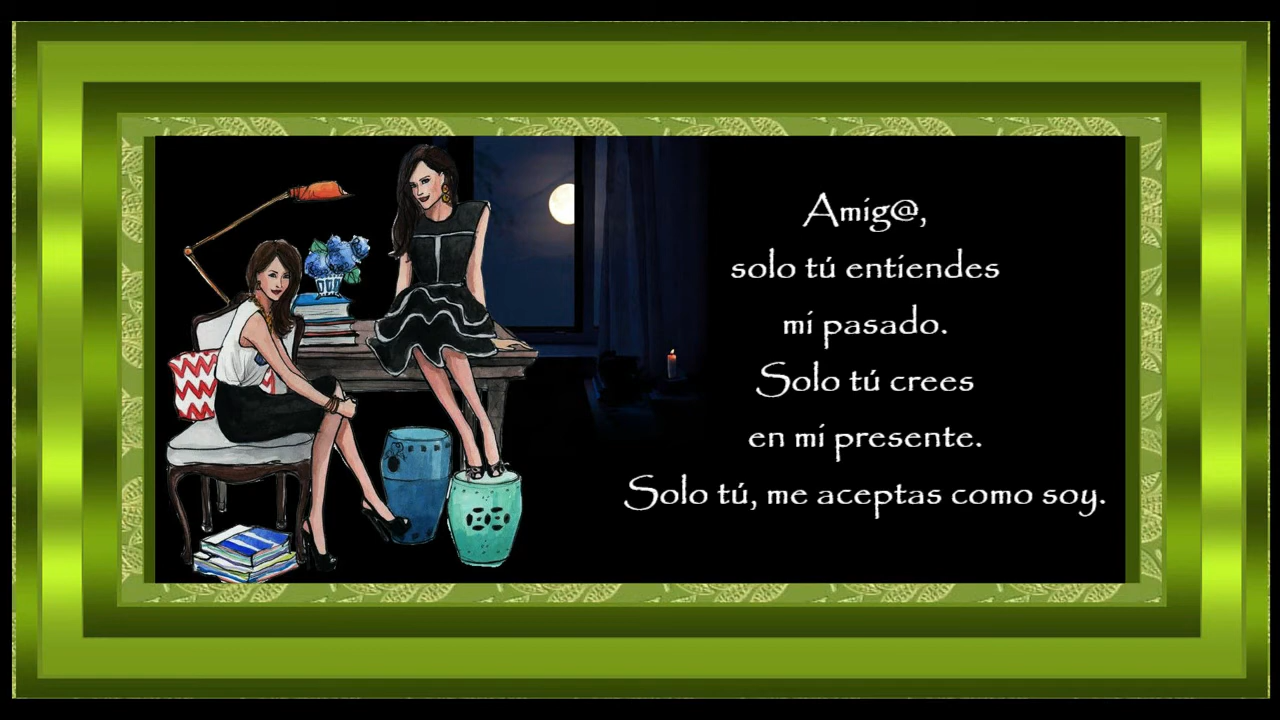 Amig@,
solo tú entiendes
mi pasado.
Solo tú crees
en mi presente.
Solo tú, me aceptas como soy.